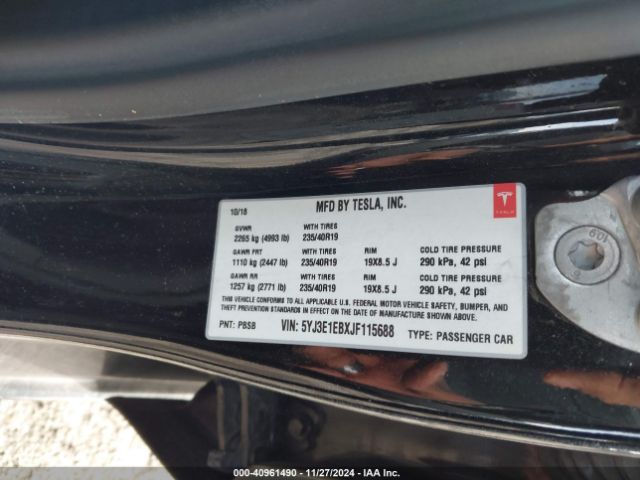 10/18 MFD BY TESLA, INC.
TESLA
GVWR WITH TIRES
2265 kg (4993 lb) 235/40R19
GAWR FRT WITH TIRES RIM COLD TIRE PRESSURE
1110 kg (2447 lb) 235/40R19 19X8.5 J 290 kPa, 42 psi
GAWR RR WITH TIRES RIM COLD TIRE PRESSURE
1257 kg (2771 lb) 235/40R19 19X8.5 J 290 kPa, 42 psi
THIS VEHICLE CONFORMS TO ALL APPLICABLE U.S. FEDERAL MOTOR VEHICLE SAFETY, BUMPER, AND
THEFT PREVENTION STANDARDS IN EFFECT ON THE DATE OF MANUFACTURE SHOWN ABOVE.
PNT: PBSB VIN: 5YJ3E1EBXJF115688 TYPE: PASSENGER CAR
000-40961490 - 11/27/2024 - IAA Inc.